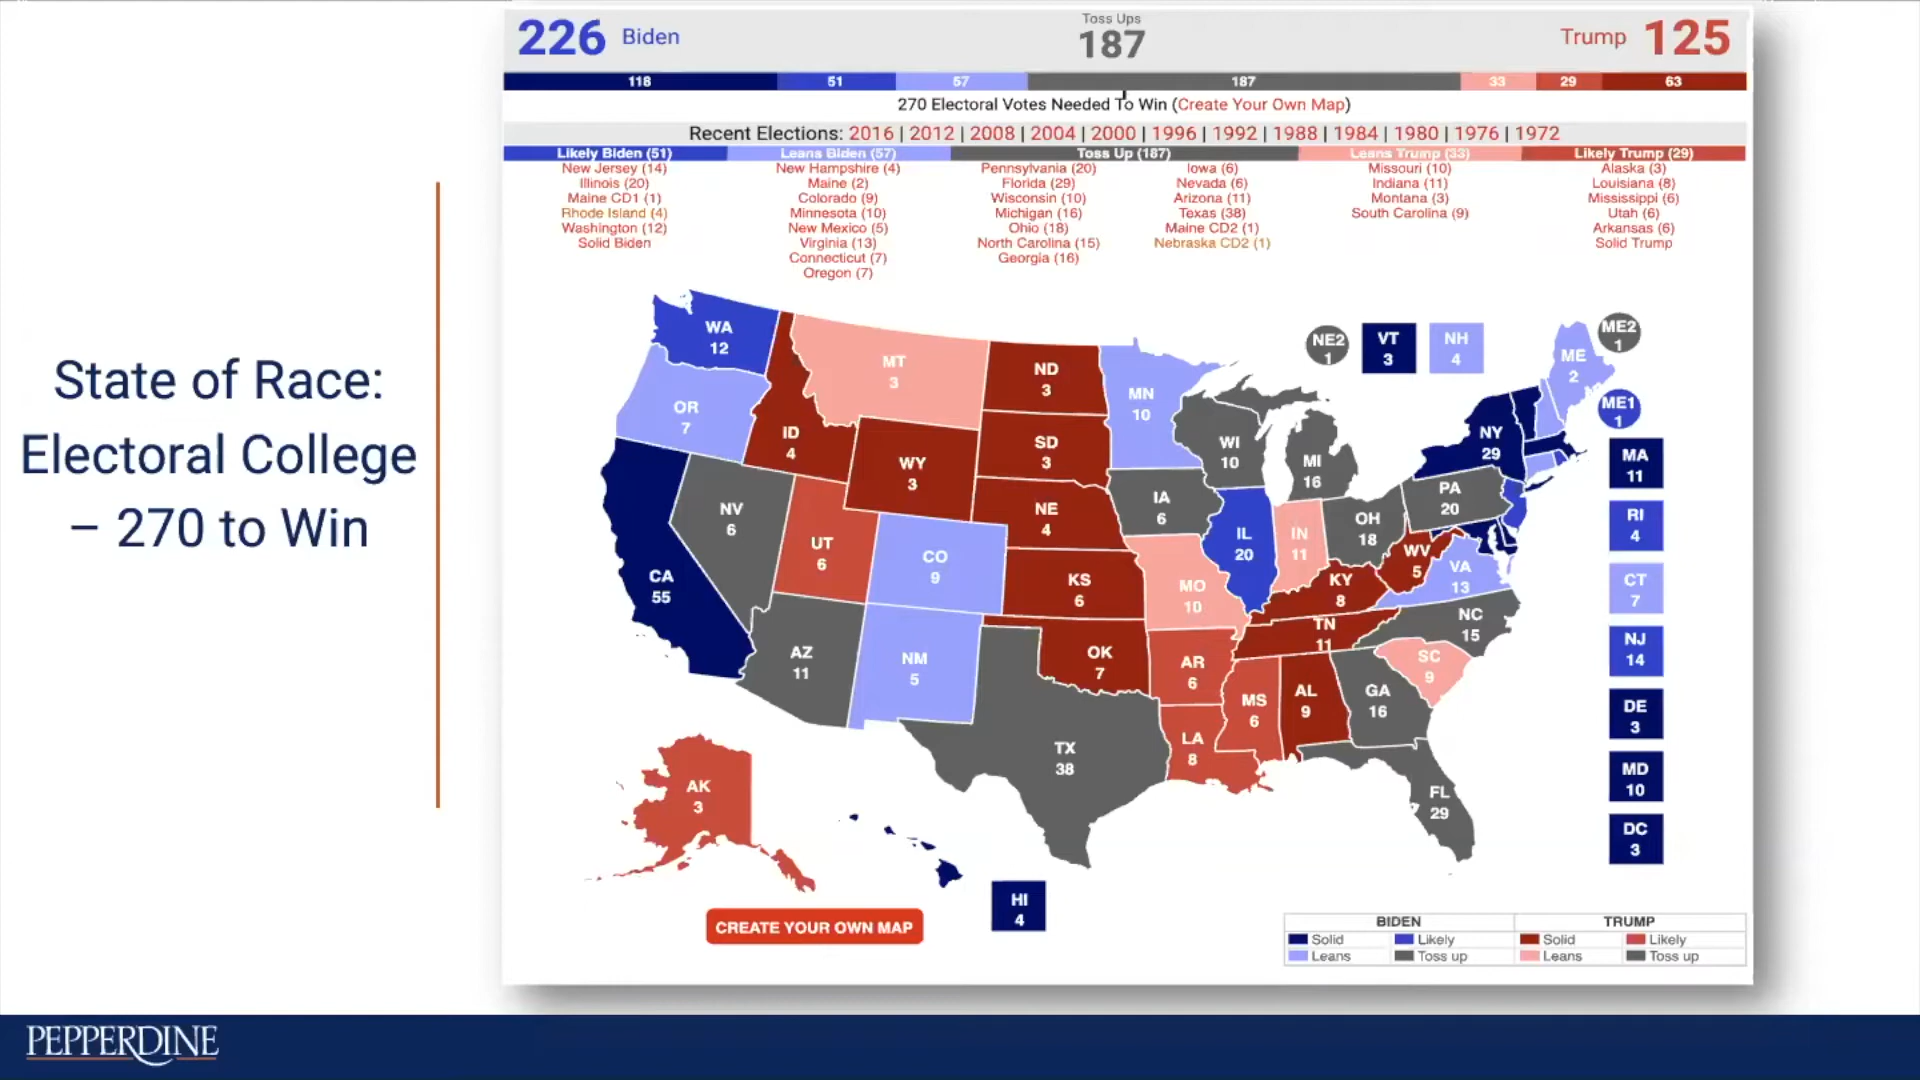 State of Race:
Electoral College
– 270 to Win
226 Biden
Toss Ups
187
Trump 125
118 51 57 187 33 29 63
270 Electoral Votes Needed To Win (Create Your Own Map)
Recent Elections: 2016 | 2012 | 2008 | 2004 | 2000 | 1996 | 1992 | 1988 | 1984 | 1980 | 1976 | 1972
Likely Biden (51)
New Jersey (14)
Illinois (20)
Maine CD1 (1)
Rhode Island (4)
Washington (12)
Solid Biden
Leans Biden (57)
New Hampshire (4)
Maine (2)
Colorado (9)
Minnesota (10)
New Mexico (5)
Virginia (13)
Connecticut (7)
Oregon (7)
Toss Up (187)
Pennsylvania (20)
Florida (29)
Wisconsin (10)
Michigan (16)
Ohio (18)
North Carolina (15)
Georgia (16)
Iowa (6)
Nevada (6)
Arizona (11)
Texas (38)
Maine CD2 (1)
Nebraska CD2 (1)
Leans Trump (33)
Missouri (10)
Indiana (11)
Montana (3)
South Carolina (9)
Likely Trump (29)
Alaska (3)
Louisiana (8)
Mississippi (6)
Utah (6)
Arkansas (6)
Solid Trump
WA
12
OR
7
CA
55
NV
6
ID
4
MT
3
WY
3
UT
6
CO
9
AZ
11
NM
5
ND
3
SD
3
NE
4
KS
6
OK
7
TX
38
MN
10
IA
6
MO
10
AR
6
LA
8
WI
10
IL
20
MI
16
IN
11
OH
18
KY
8
TN
11
MS
6
AL
9
GA
16
FL
29
SC
9
NC
15
VA
13
WV
5
PA
20
NY
29
ME
2
NE2
1
VT
3
NH
4
ME2
1
ME1
1
MA
11
RI
4
CT
7
NJ
14
DE
3
MD
10
DC
3
AK
3
HI
4
CREATE YOUR OWN MAP
BIDEN TRUMP
Solid Likely Solid Likely
Leans Toss up Leans Toss up
PEPPERDINE